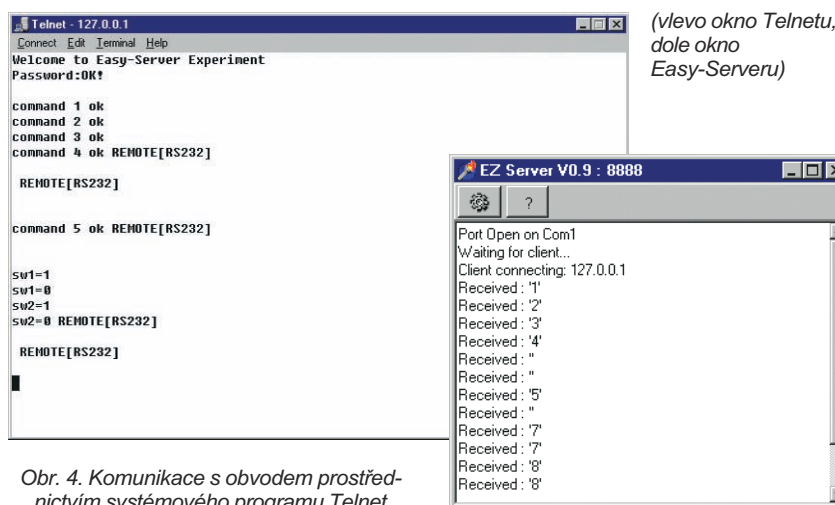 Telnet - 127.0.0.1
Connect Edit Terminal Help
Welcome to Easy-Server Experiment
Password:OK!
command 1 ok
command 2 ok
command 3 ok
command 4 ok REMOTE[RS232]
REMOTE[RS232]
command 5 ok REMOTE[RS232]
sw1=1
sw1=0
sw2=1
sw2=0 REMOTE[RS232]
REMOTE[RS232]
(vlevo okno Telnetu,
dole okno
Easy-Serveru)
EZ Server V0.9 : 8888
?
Port Open on Com1
Waiting for client...
Client connecting: 127.0.0.1
Received : '1'
Received : '2'
Received : '3'
Received : '4'
Received : ''
Received : ''
Received : '5'
Received : ''
Received : '7'
Received : '7'
Received : '8'
Received : '8'
Obr. 4. Komunikace s obvodem prostřed-
nictvím systémového programu Telnet